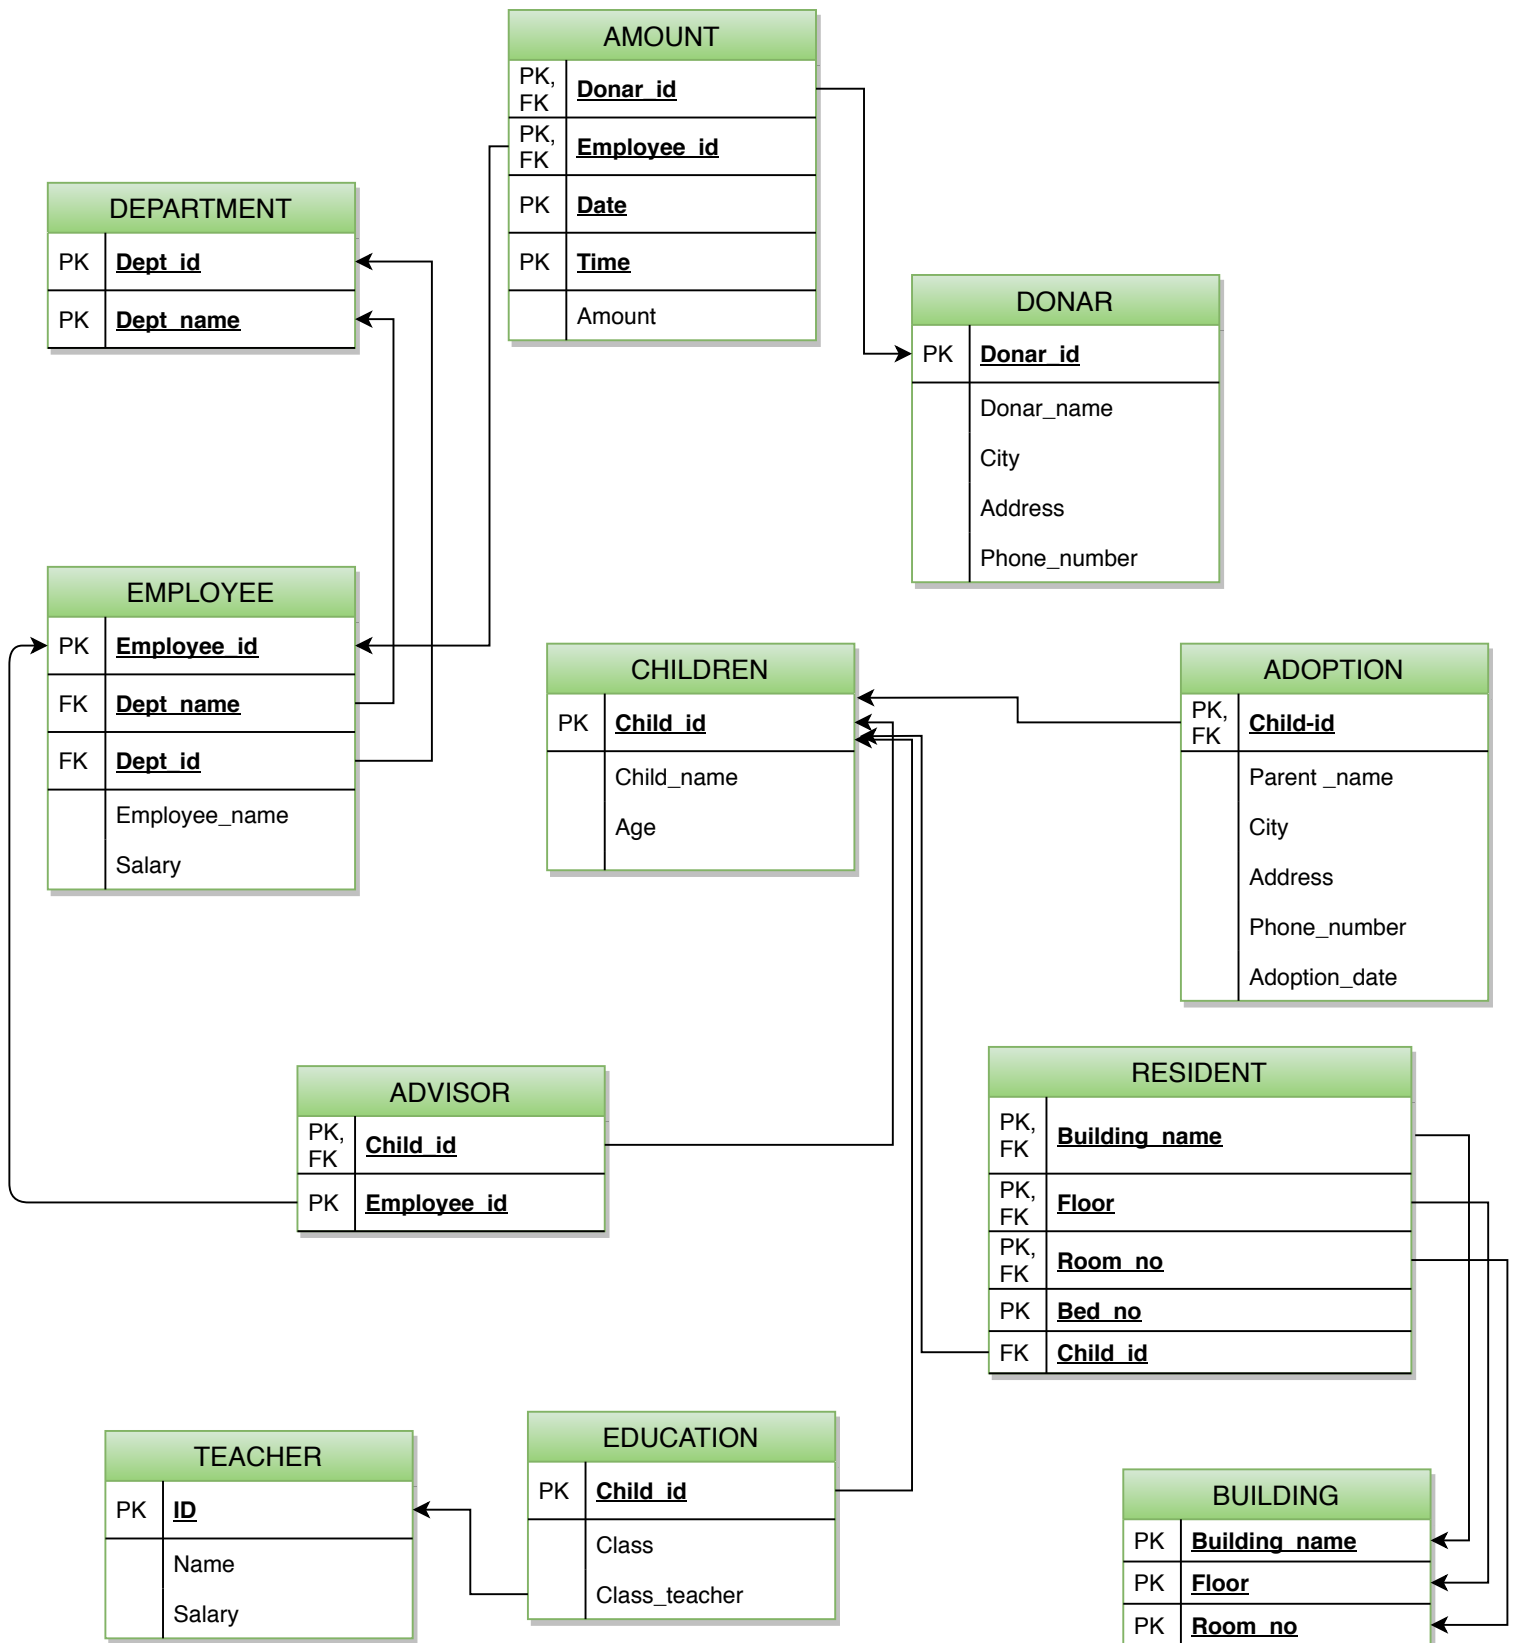 AMOUNT
PK,
FK
Donar_id
PK,
FK
Employee_id
PK
Date
PK
Time
Amount
DEPARTMENT
PK
Dept_id
PK
Dept_name
DONAR
PK
Donar_id
Donar_name
City
Address
Phone_number
EMPLOYEE
PK
Employee_id
FK
Dept_name
FK
Dept_id
Employee_name
Salary
CHILDREN
PK
Child_id
Child_name
Age
ADOPTION
PK,
FK
Child-id
Parent _name
City
Address
Phone_number
Adoption_date
ADVISOR
PK,
FK
Child_id
PK
Employee_id
RESIDENT
PK,
FK
Building_name
PK,
FK
Floor
PK,
FK
Room_no
PK
Bed_no
FK
Child_id
TEACHER
PK
ID
Name
Salary
EDUCATION
PK
Child_id
Class
Class_teacher
BUILDING
PK
Building_name
PK
Floor
PK
Room_no